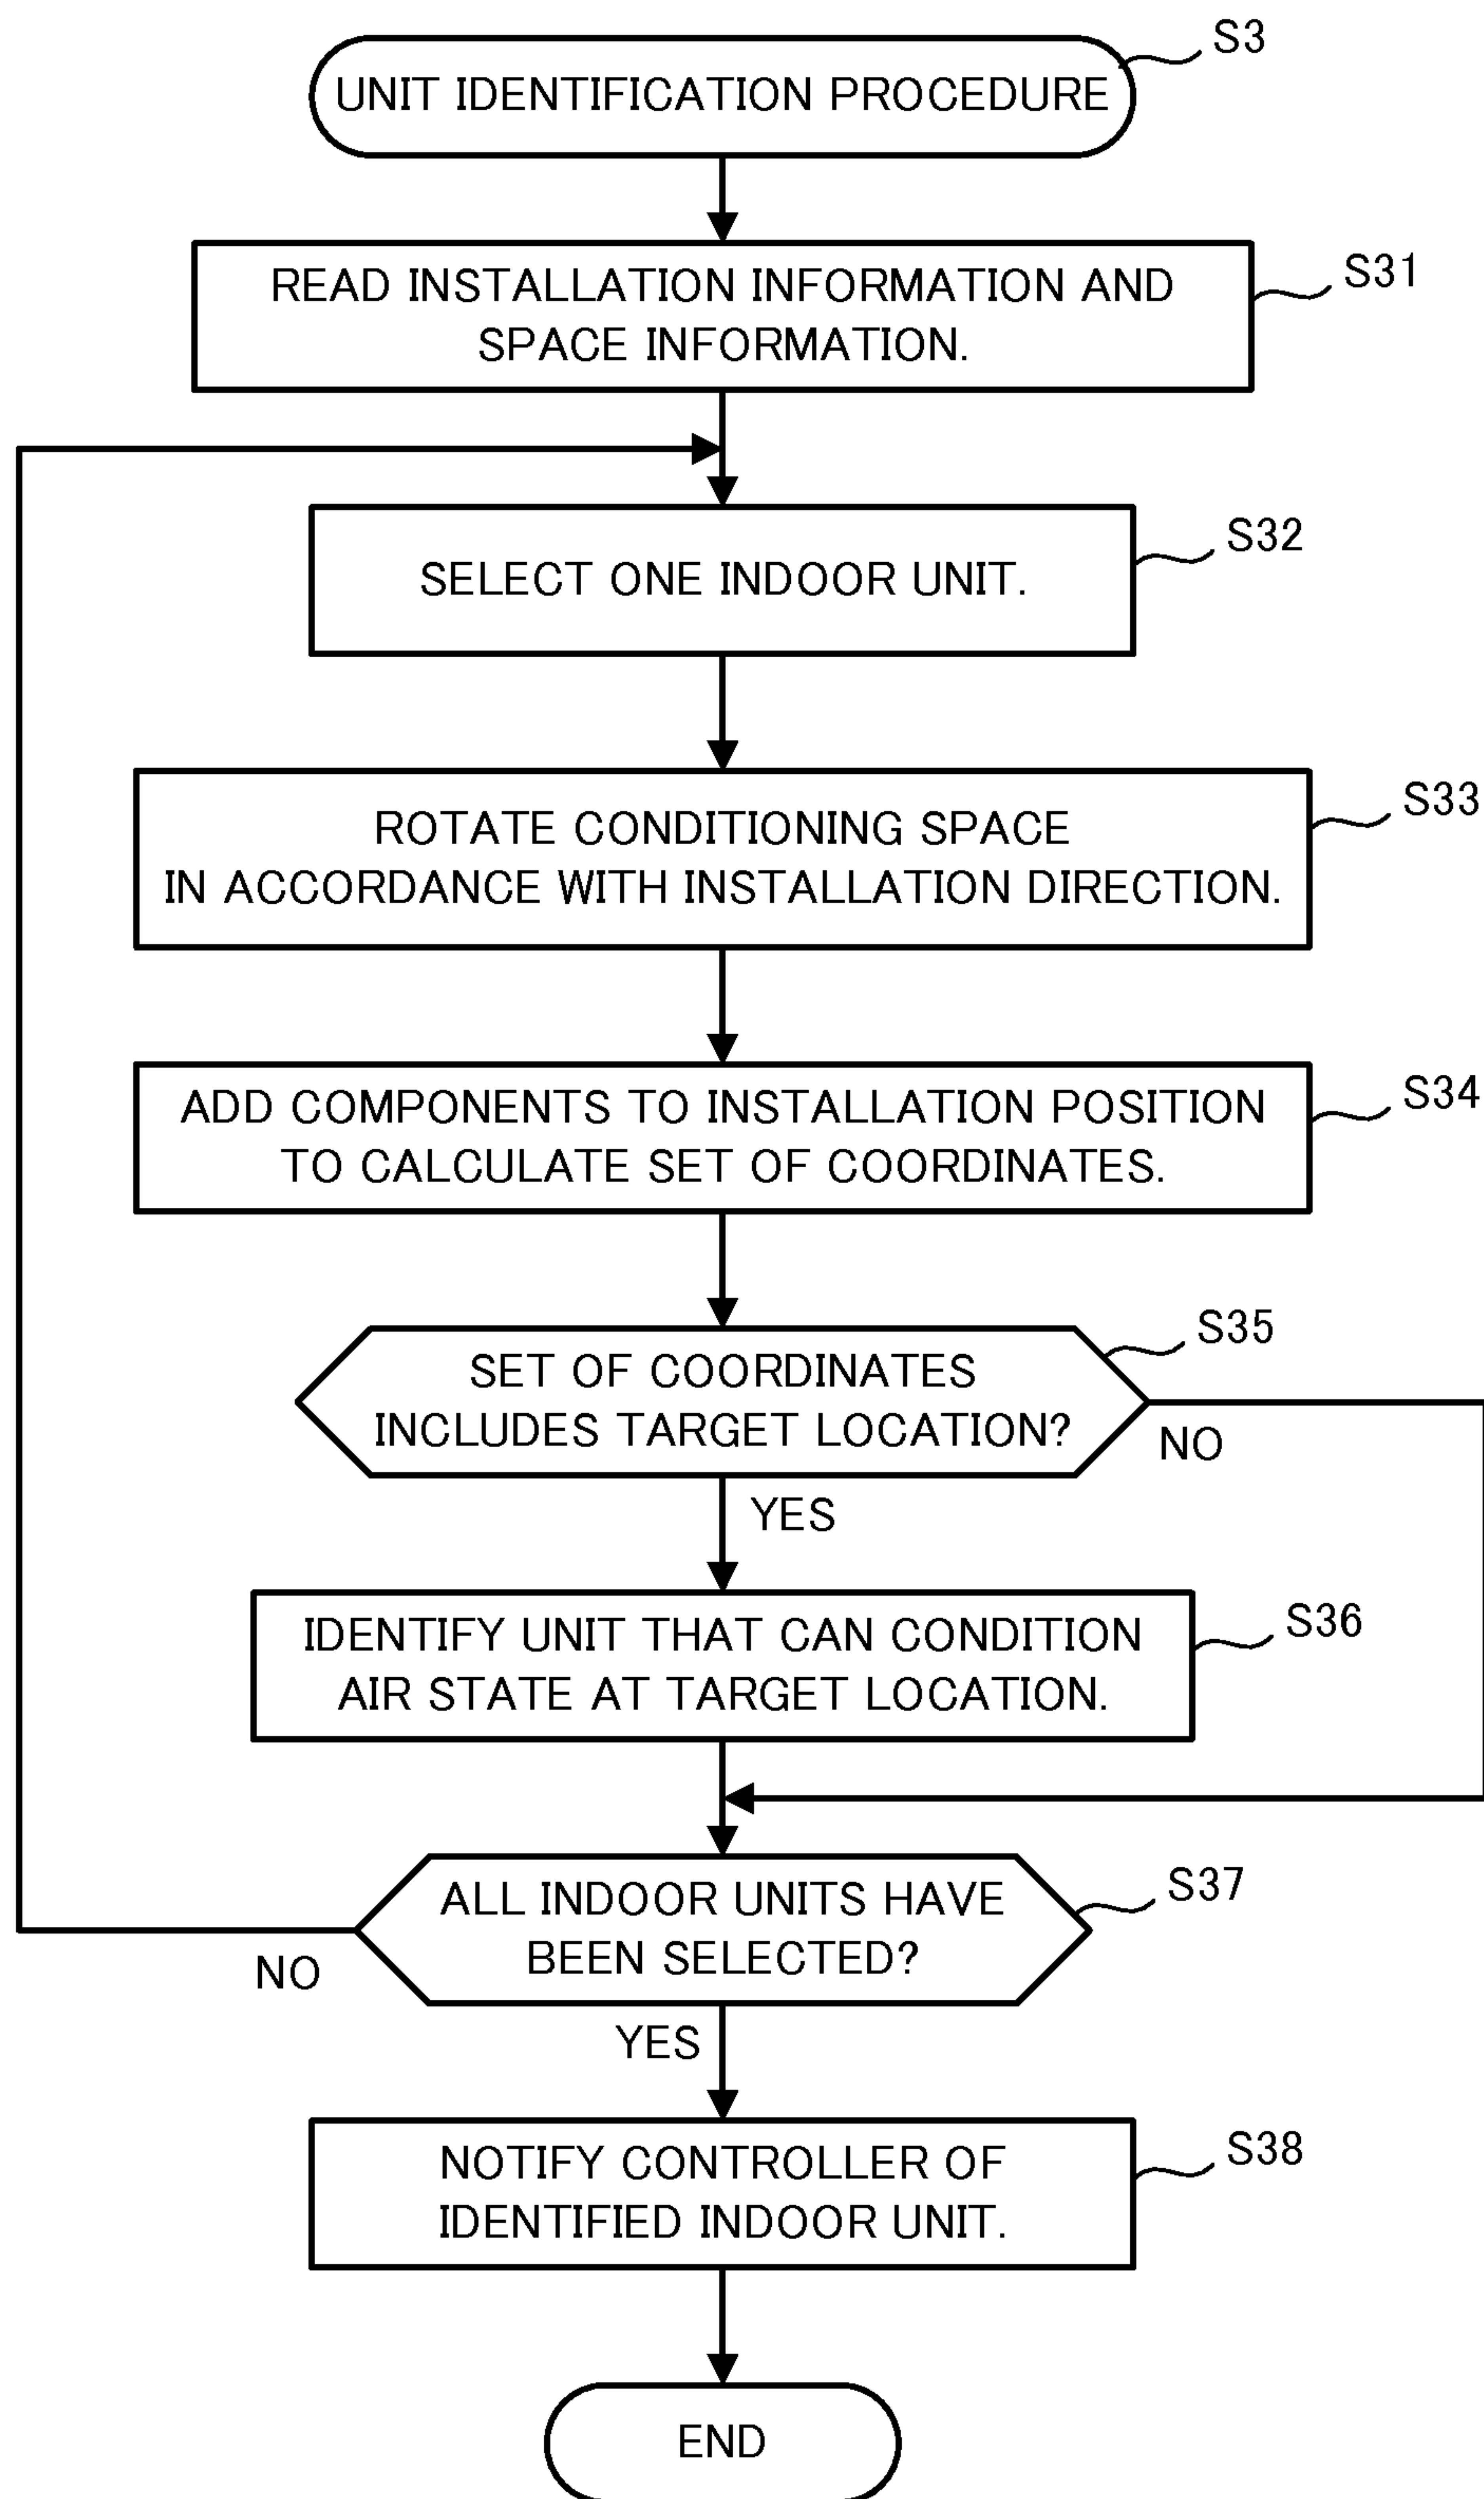 S3
UNIT IDENTIFICATION PROCEDURE
S31
READ INSTALLATION INFORMATION AND
SPACE INFORMATION.
S32
SELECT ONE INDOOR UNIT.
S33
ROTATE CONDITIONING SPACE
IN ACCORDANCE WITH INSTALLATION DIRECTION.
S34
ADD COMPONENTS TO INSTALLATION POSITION
TO CALCULATE SET OF COORDINATES.
S35
SET OF COORDINATES
INCLUDES TARGET LOCATION?
NO
YES
S36
IDENTIFY UNIT THAT CAN CONDITION
AIR STATE AT TARGET LOCATION.
S37
ALL INDOOR UNITS HAVE
BEEN SELECTED?
NO
YES
S38
NOTIFY CONTROLLER OF
IDENTIFIED INDOOR UNIT.
END